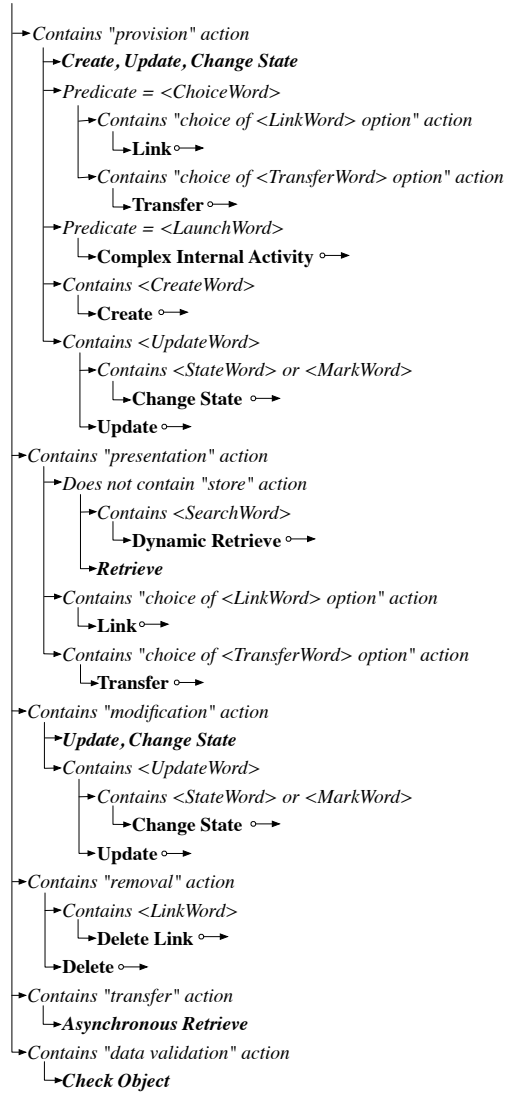 Contains "provision" action
Create, Update, Change State
Predicate = <ChoiceWord>
Contains "choice of <LinkWord> option" action
Link
Contains "choice of <TransferWord> option" action
Transfer
Predicate = <LaunchWord>
Complex Internal Activity
Contains <CreateWord>
Create
Contains <UpdateWord>
Contains <StateWord> or <MarkWord>
Change State
Update
Contains "presentation" action
Does not contain "store" action
Contains <SearchWord>
Dynamic Retrieve
Retrieve
Contains "choice of <LinkWord> option" action
Link
Contains "choice of <TransferWord> option" action
Transfer
Contains "modification" action
Update, Change State
Contains <UpdateWord>
Contains <StateWord> or <MarkWord>
Change State
Update
Contains "removal" action
Contains <LinkWord>
Delete Link
Delete
Contains "transfer" action
Asynchronous Retrieve
Contains "data validation" action
Check Object